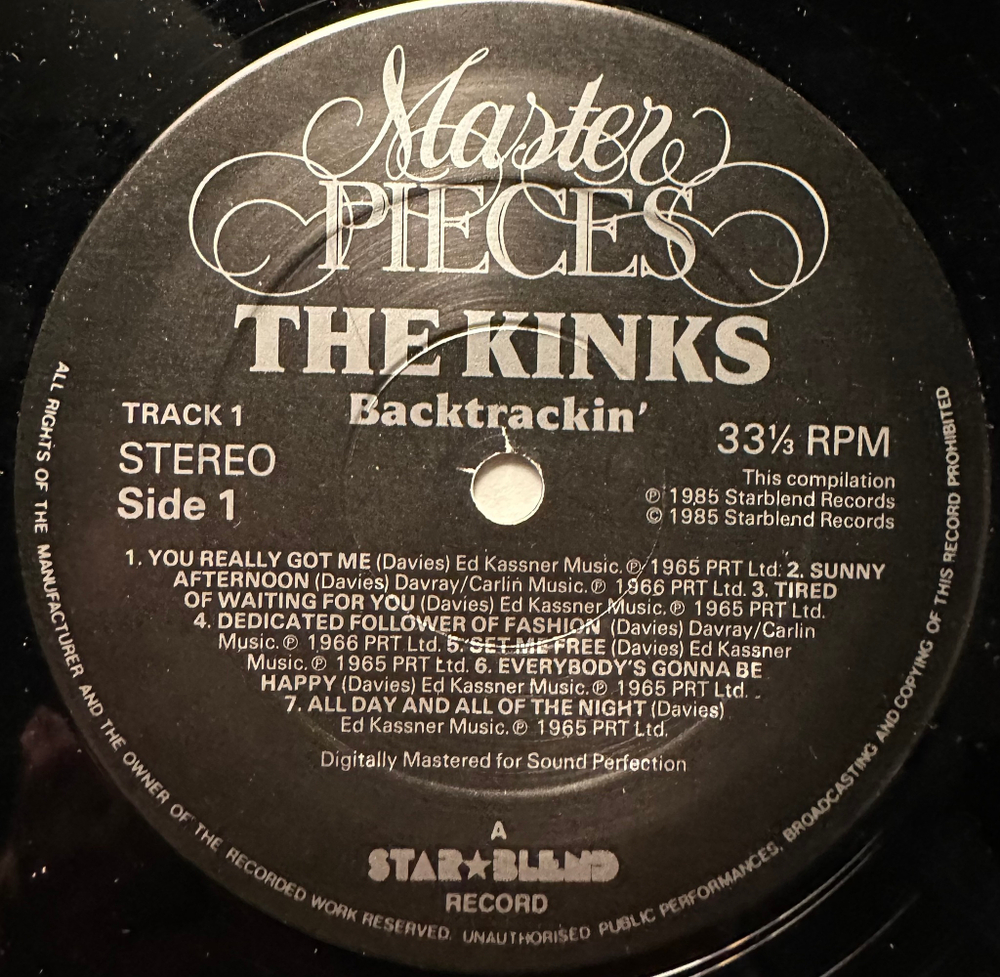 Master
PIECES
THE KINKS
Backtrackin'
TRACK 1
STEREO
Side 1
33⅓ RPM
This compilation
℗ 1985 Starblend Records
© 1985 Starblend Records
1. YOU REALLY GOT ME (Davies) Ed Kassner Music.℗ 1965 PRT Ltd. 2. SUNNY
AFTERNOON (Davies) Davray/Carlin Music.℗ 1966 PRT Ltd. 3. TIRED
OF WAITING FOR YOU (Davies) Ed Kassner Music.℗ 1965 PRT Ltd.
4. DEDICATED FOLLOWER OF FASHION (Davies) Davray/Carlin
Music.℗ 1966 PRT Ltd. 5. SET ME FREE (Davies) Ed Kassner
Music.℗ 1965 PRT Ltd. 6. EVERYBODY'S GONNA BE
HAPPY (Davies) Ed Kassner Music.℗ 1965 PRT Ltd.
7. ALL DAY AND ALL OF THE NIGHT (Davies)
Ed Kassner Music.℗ 1965 PRT Ltd.
Digitally Mastered for Sound Perfection
A
STAR★BLEND
RECORD
ALL RIGHTS OF THE MANUFACTURER AND THE OWNER OF THE RECORDED WORK RESERVED. UNAUTHORISED PUBLIC PERFORMANCES, BROADCASTING AND COPYING OF THIS RECORD PROHIBITED